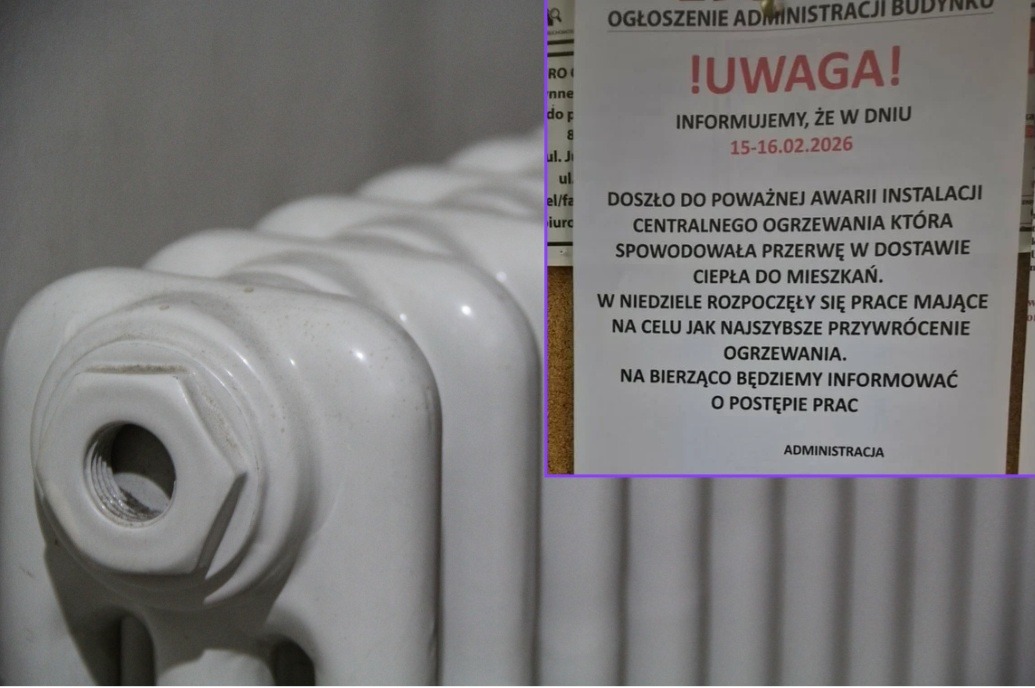 OGŁOSZENIE ADMINISTRACJI BUDYNKU
!UWAGA!
INFORMUJEMY, ŻE W DNIU
15-16.02.2026
DOSZŁO DO POWAŻNEJ AWARII INSTALACJI
CENTRALNEGO OGRZEWANIA KTÓRA
SPOWODOWAŁA PRZERWĘ W DOSTAWIE
CIEPŁA DO MIESZKAŃ.
W NIEDZIELE ROZPOCZĘŁY SIĘ PRACE MAJĄCE
NA CELU JAK NAJSZYBSZE PRZYWRÓCENIE
OGRZEWANIA.
NA BIERZĄCO BĘDZIEMY INFORMOWAĆ
O POSTĘPIE PRAC
ADMINISTRACJA